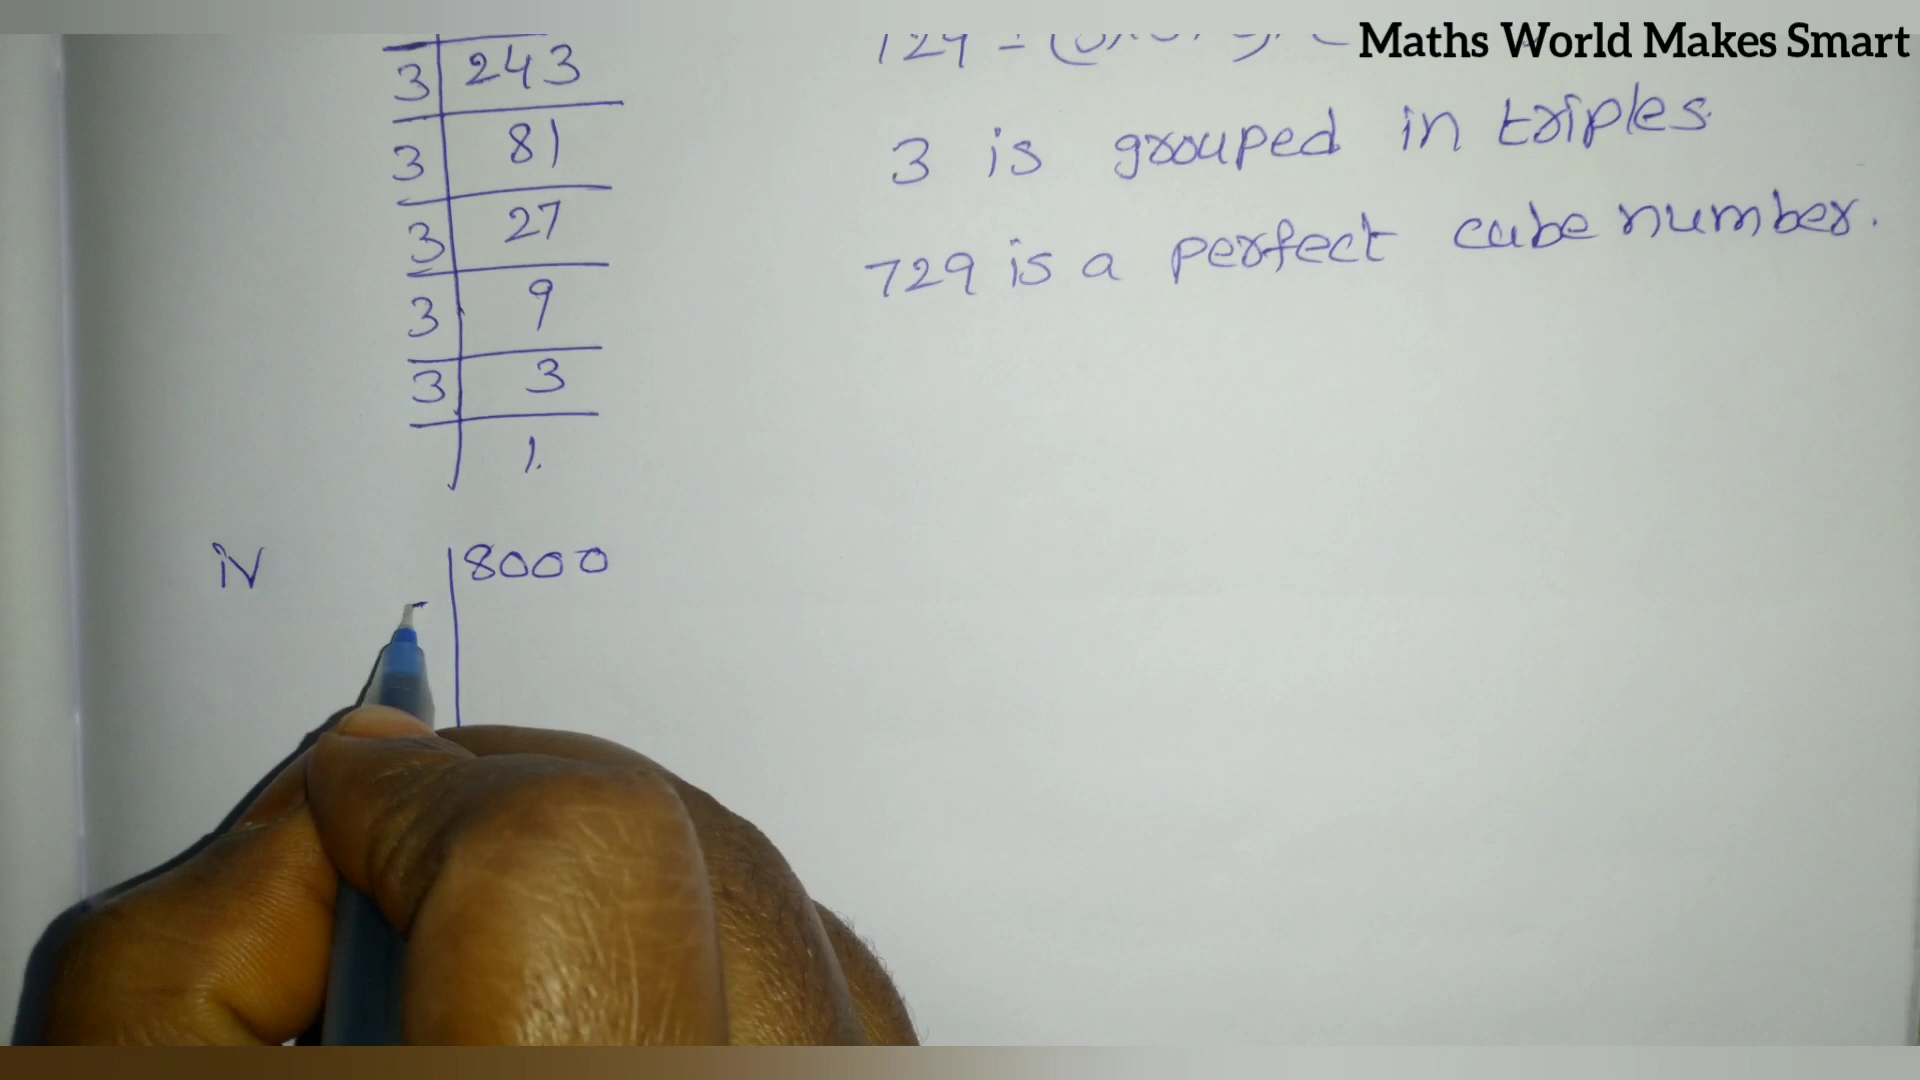 Maths World Makes Smart
3 | 243
3 | 81
3 | 27
3 | 9
3 | 3
1.
3 is grouped in triples.
729 is a perfect cube number.
iv | 8000